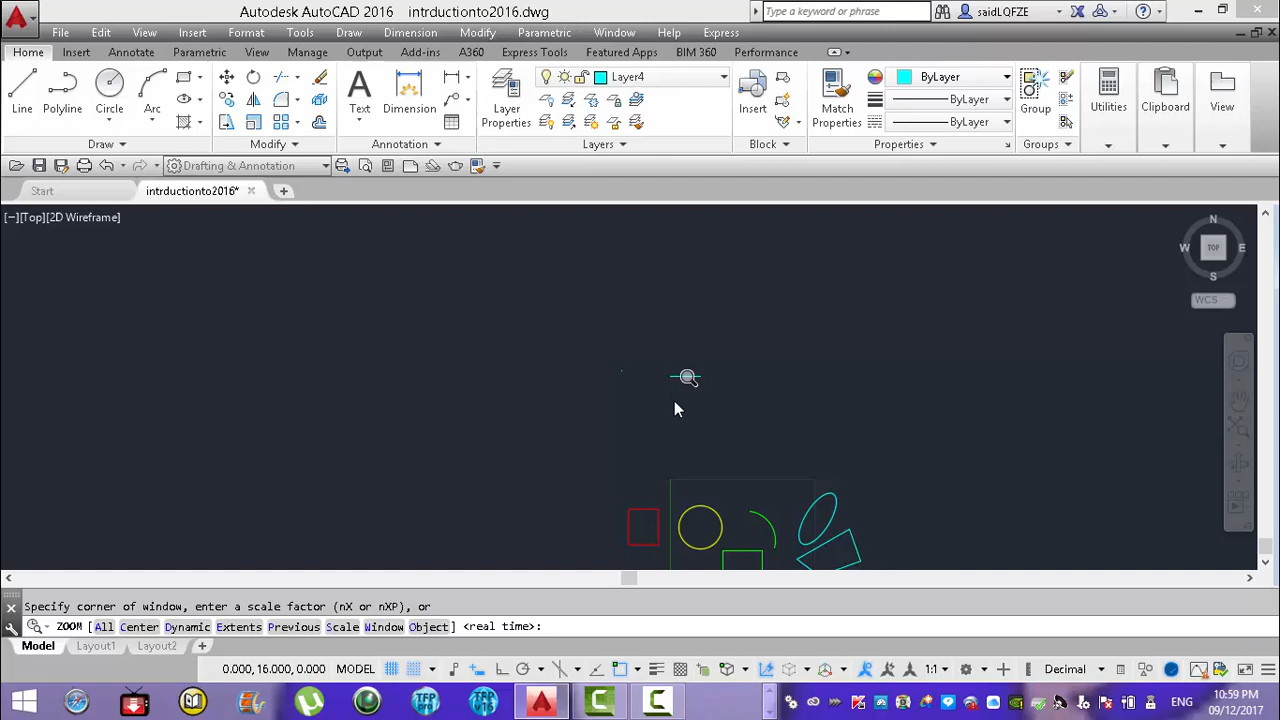 Autodesk AutoCAD 2016 intrductionto2016.dwg
Type a keyword or phrase
saidLQFZE
File Edit View Insert Format Tools Draw Dimension Modify Parametric Window Help Express
Home Insert Annotate Parametric View Manage Output Add-ins A360 Express Tools Featured Apps BIM 360 Performance
Layer4
ByLayer
ByLayer
ByLayer
Line Polyline Circle Arc
Text Dimension
Layer Properties
Insert
Match Properties
Group
Utilities
Clipboard
View
Draw Modify Annotation Layers Block Properties Groups
Drafting & Annotation
Start intrductionto2016*
[−][Top][2D Wireframe]
N
W TOP E
S
WCS
Specify corner of window, enter a scale factor (nX or nXP), or
ZOOM [All Center Dynamic Extents Previous Scale Window Object] <real time>:
Model Layout1 Layout2
0.000, 16.000, 0.000 MODEL 1:1 Decimal
TFP V16
ENG
10:59 PM
09/12/2017